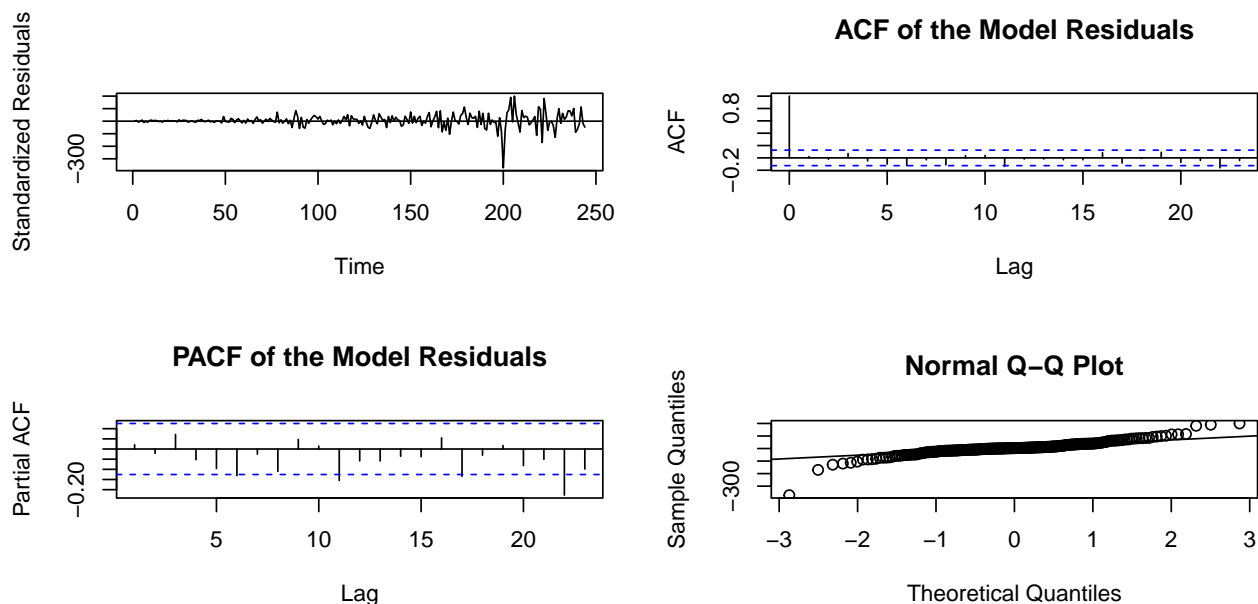 Standardized Residuals
−300
0
50
100
150
200
250
Time
ACF of the Model Residuals
ACF
0.8
−0.2
0
5
10
15
20
Lag
PACF of the Model Residuals
Partial ACF
−0.20
5
10
15
20
Lag
Normal Q−Q Plot
Sample Quantiles
−300
−3
−2
−1
0
1
2
3
Theoretical Quantiles